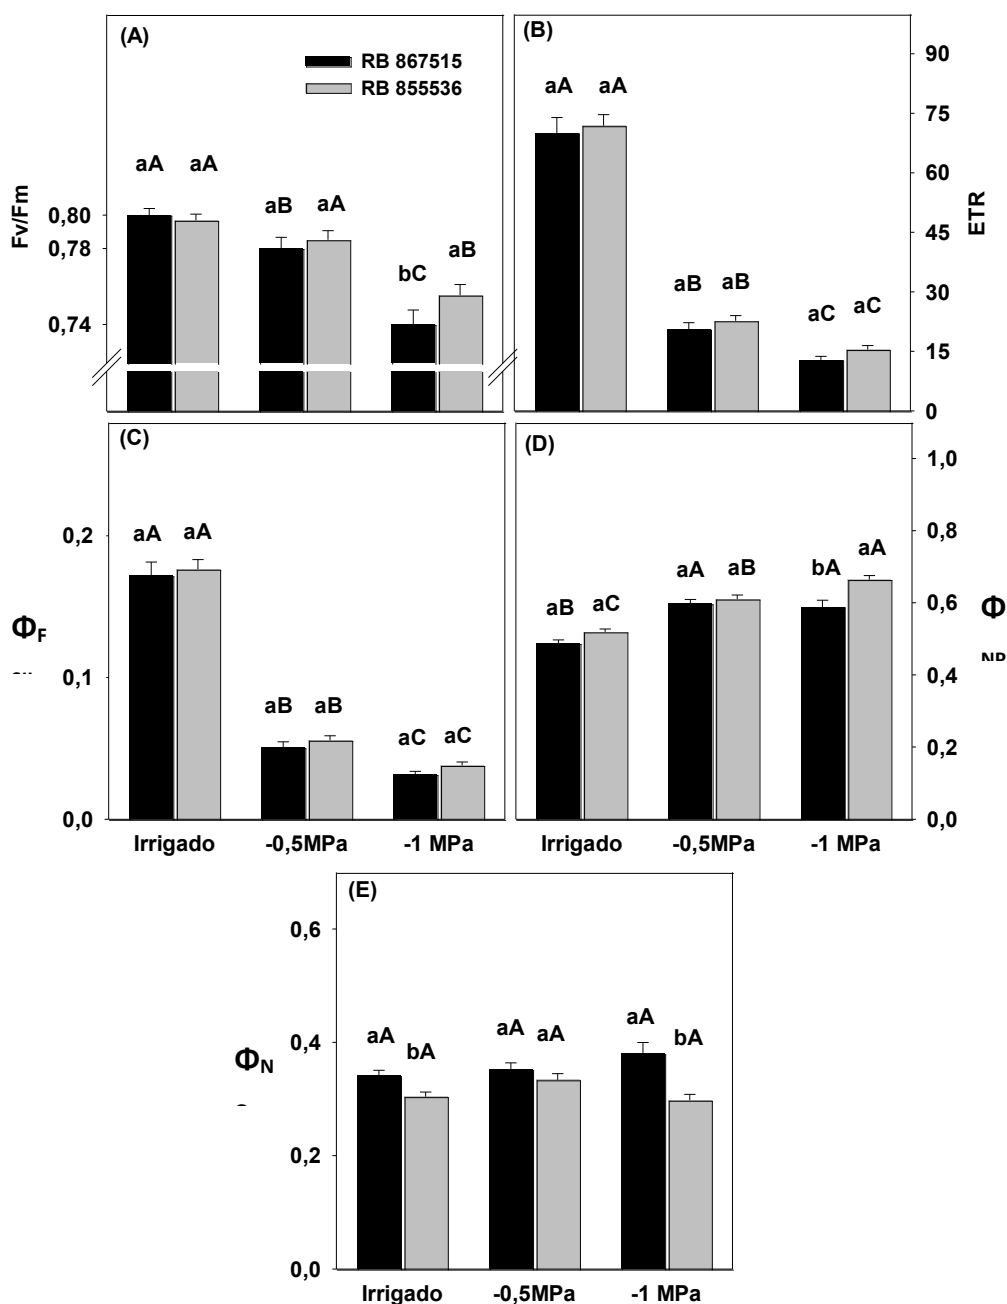 (A)
RB 867515
RB 855536
aA aA
aB aA
bC aB
Fv/Fm
0,80
0,78
0,74
(B)
aA aA
aB aB
aC aC
ETR
90
75
60
45
30
15
0
(C)
aA aA
aB aB
aC aC
Φ
0,2
0,1
0,0
Irrigado -0,5MPa -1 MPa
(D)
aB aC
aA aB
bA aA
1,0
0,8
0,6
0,4
0,2
0,0
Φ
Irrigado -0,5MPa -1 MPa
(E)
aA bA
aA aA
aA bA
ΦN
0,6
0,4
0,2
0,0
Irrigado -0,5MPa -1 MPa